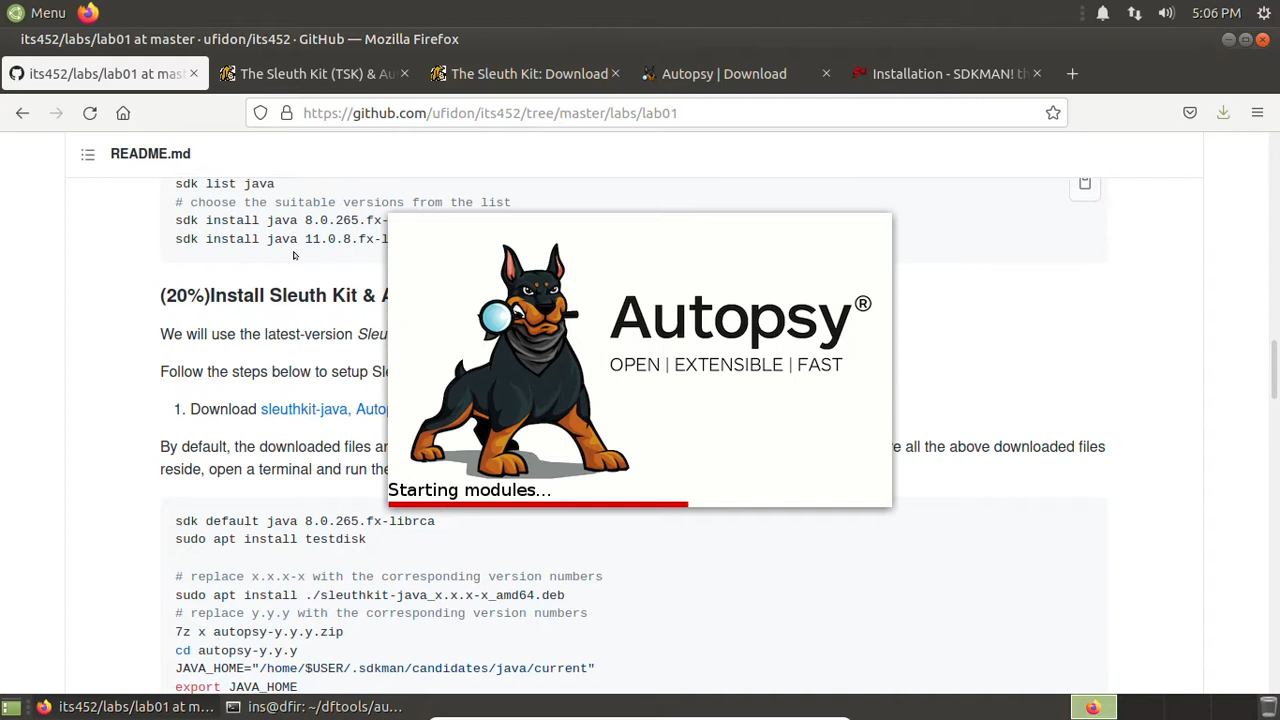 Menu
5:06 PM
its452/labs/lab01 at master · ufidon/its452 · GitHub — Mozilla Firefox
its452/labs/lab01 at mast
The Sleuth Kit (TSK) & Au
The Sleuth Kit: Download
Autopsy | Download
Installation - SDKMAN! th
https://github.com/ufidon/its452/tree/master/labs/lab01
README.md
sdk list java
# choose the suitable versions from the list
sdk install java 8.0.265.fx-
sdk install java 11.0.8.fx-l
(20%)Install Sleuth Kit & A
We will use the latest-version Sleu
Follow the steps below to setup Sle
1. Download sleuthkit-java, Autop
By default, the downloaded files a
e all the above downloaded files
reside, open a terminal and run the
Autopsy®
OPEN | EXTENSIBLE | FAST
Starting modules...
sdk default java 8.0.265.fx-librca
sudo apt install testdisk
# replace x.x.x-x with the corresponding version numbers
sudo apt install ./sleuthkit-java_x.x.x-x_amd64.deb
# replace y.y.y with the corresponding version numbers
7z x autopsy-y.y.y.zip
cd autopsy-y.y.y
JAVA_HOME="/home/$USER/.sdkman/candidates/java/current"
export JAVA_HOME
its452/labs/lab01 at m...
ins@dfir: ~/dftools/au...